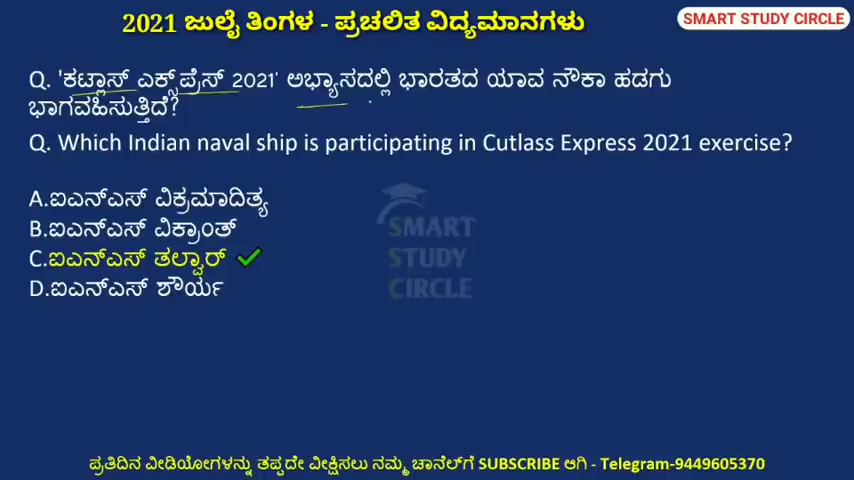 2021 ಜುಲೈ ತಿಂಗಳ - ಪ್ರಚಲಿತ ವಿದ್ಯಮಾನಗಳು
SMART STUDY CIRCLE
Q. 'ಕಟ್ಲಾಸ್ ಎಕ್ಸ್‌ಪ್ರೆಸ್ 2021' ಅಭ್ಯಾಸದಲ್ಲಿ ಭಾರತದ ಯಾವ ನೌಕಾ ಹಡಗು
ಭಾಗವಹಿಸುತ್ತಿದೆ?
Q. Which Indian naval ship is participating in Cutlass Express 2021 exercise?
A.ಐಎನ್ಎಸ್ ವಿಕ್ರಮಾದಿತ್ಯ
B.ಐಎನ್ಎಸ್ ವಿಕ್ರಾಂತ್
C.ಐಎನ್ಎಸ್ ತಲ್ವಾರ್
D.ಐಎನ್ಎಸ್ ಶೌರ್ಯ
SMART
STUDY
CIRCLE
ಪ್ರತಿದಿನ ವೀಡಿಯೋಗಳನ್ನು ತಪ್ಪದೇ ವೀಕ್ಷಿಸಲು ನಮ್ಮ ಚಾನೆಲ್‌ಗೆ SUBSCRIBE ಆಗಿ - Telegram-9449605370